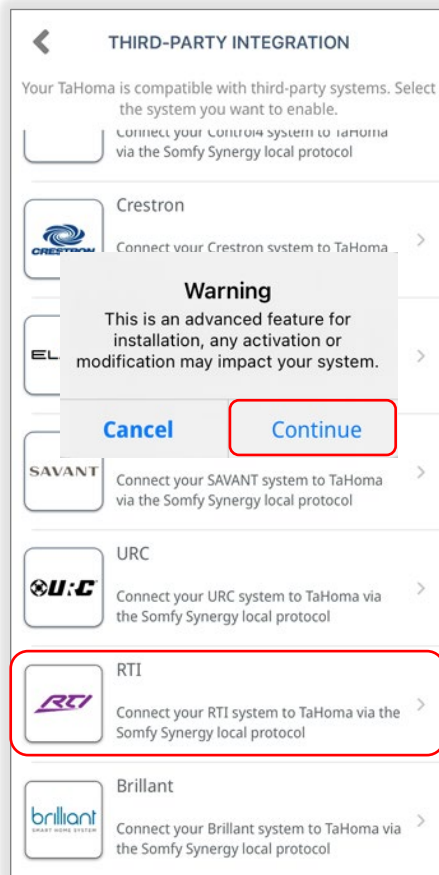 THIRD-PARTY INTEGRATION
Your TaHoma is compatible with third-party systems. Select
the system you want to enable.
Connect your Control4 system to TaHoma
via the Somfy Synergy local protocol
Crestron
CRESTRON
Connect your Crestron system to TaHoma
Warning
This is an advanced feature for
installation, any activation or
modification may impact your system.
EL
Cancel
Continue
SAVANT
Connect your SAVANT system to TaHoma
via the Somfy Synergy local protocol
URC
URC
Connect your URC system to TaHoma via
the Somfy Synergy local protocol
RTI
RTI
Connect your RTI system to TaHoma via the
Somfy Synergy local protocol
Brillant
brilliant
SMART HOME SYSTEM
Connect your Brillant system to TaHoma via
the Somfy Synergy local protocol